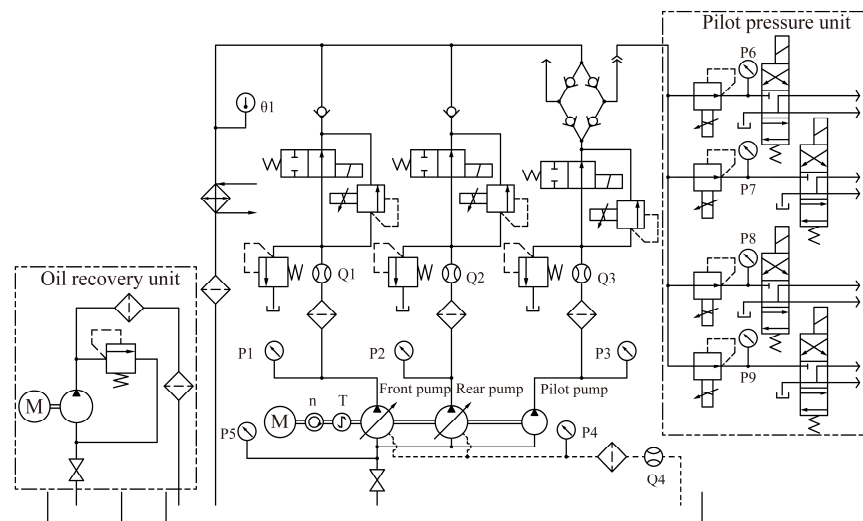 Pilot pressure unit
P6
θ1
P7
P8
Q1
Q2
Q3
Oil recovery unit
P1
P2
P3
P9
Front pump
Rear pump
Pilot pump
M
n
T
P5
M
P4
Q4